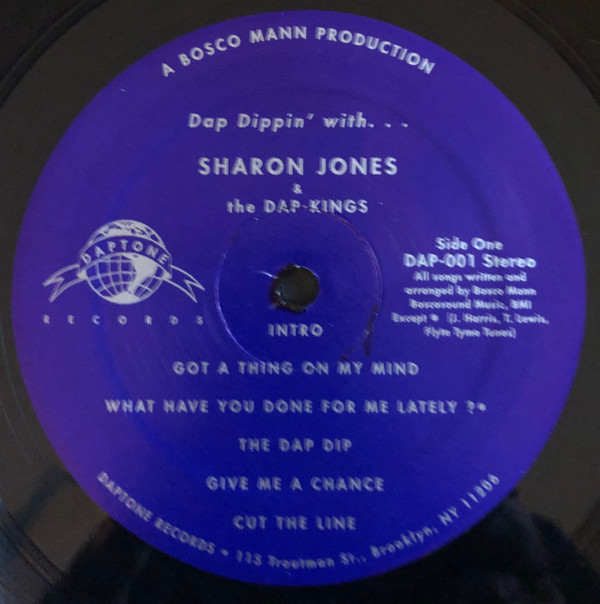 A BOSCO MANN PRODUCTION
Dap Dippin' with. . .
SHARON JONES
&
the DAP-KINGS
DAPTONE
RECORDS
Side One
DAP-001 Stereo
All songs written and
arranged by Bosco Mann
Boscosound Music, BMI
Except * (J. Harris, T. Lewis,
Flyte Tyme Tunes)
INTRO
GOT A THING ON MY MIND
WHAT HAVE YOU DONE FOR ME LATELY ?*
THE DAP DIP
GIVE ME A CHANCE
CUT THE LINE
DAPTONE RECORDS • 115 Troutman St., Brooklyn, NY 11206